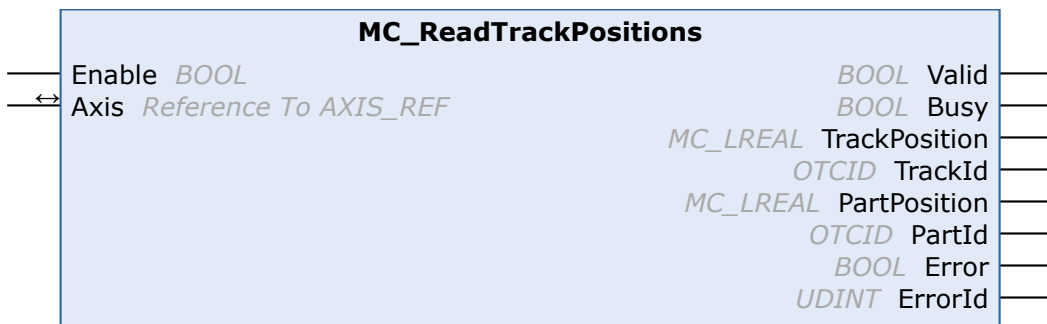 MC_ReadTrackPositions
Enable BOOL BOOL Valid
↔ Axis Reference To AXIS_REF BOOL Busy
MC_LREAL TrackPosition
OTCID TrackId
MC_LREAL PartPosition
OTCID PartId
BOOL Error
UDINT ErrorId